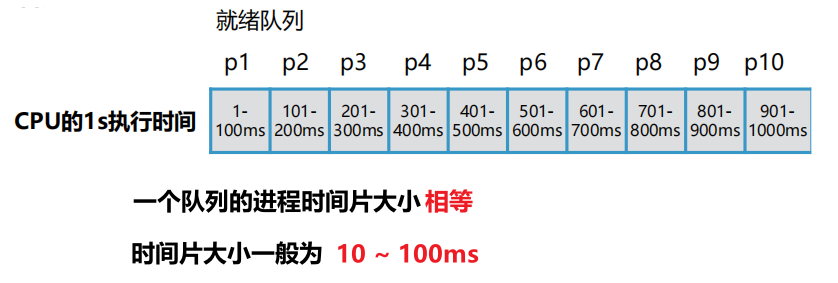 就绪队列
p1 p2 p3 p4 p5 p6 p7 p8 p9 p10
CPU的1s执行时间
1-100ms 101-200ms 201-300ms 301-400ms 401-500ms 501-600ms 601-700ms 701-800ms 801-900ms 901-1000ms
一个队列的进程时间片大小 相等
时间片大小一般为 10 ~ 100ms